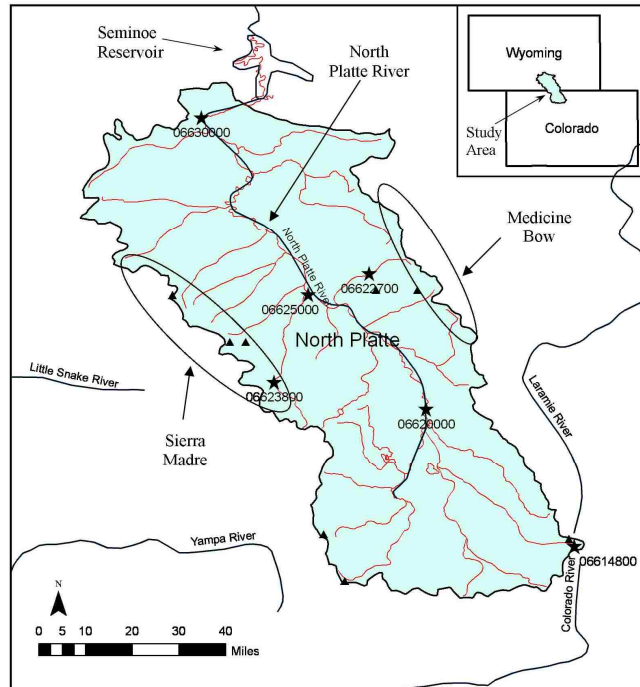 Seminoe
Reservoir
North
Platte River
Wyoming
Study
Area
Colorado
06630000
Medicine
Bow
North Platte River
06622700
06625000
North Platte
Little Snake River
06623800
06620000
Laramie River
Sierra
Madre
Yampa River
06614800
Colorado River
N
0 5 10 20 30 40
Miles